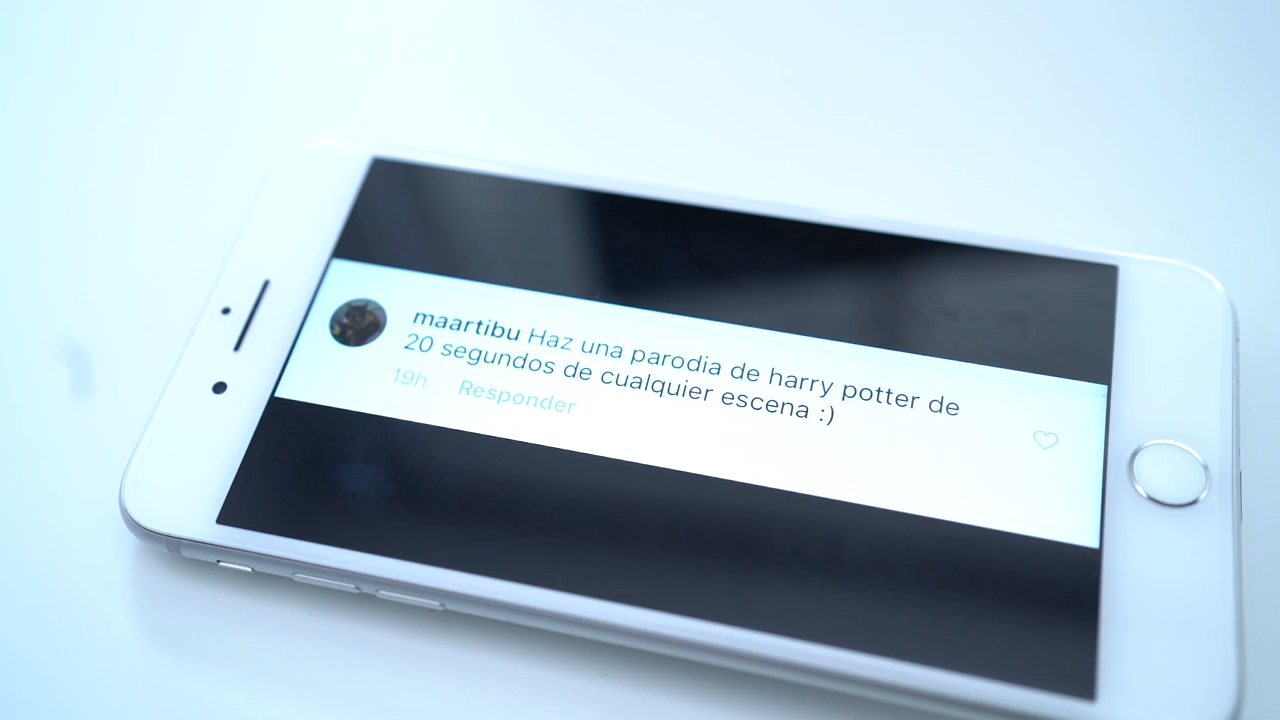 maartibu Haz una parodia de harry potter de
20 segundos de cualquier escena :)
19h Responder